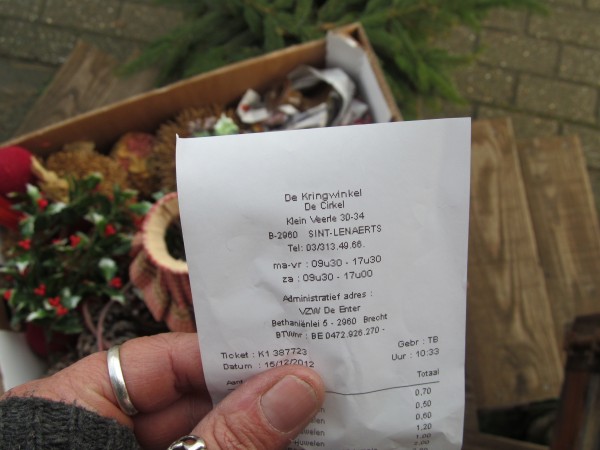 De Kringwinkel
De Cirkel
Klein Veerle 30-34
B-2960 SINT-LENAERTS
Tel: 03/313.49.66.
ma-vr : 09u30 - 17u30
za : 09u30 - 17u00
Administratief adres :
VZW De Enter
Bethaniënlei 5 - 2960 Brecht
BTWnr : BE 0472.926.270 -
Ticket : K1 387723 Gebr : TB
Datum : 15/12/201 Uur : 10:33
Totaal
0,70
0,50
0,60
1,20